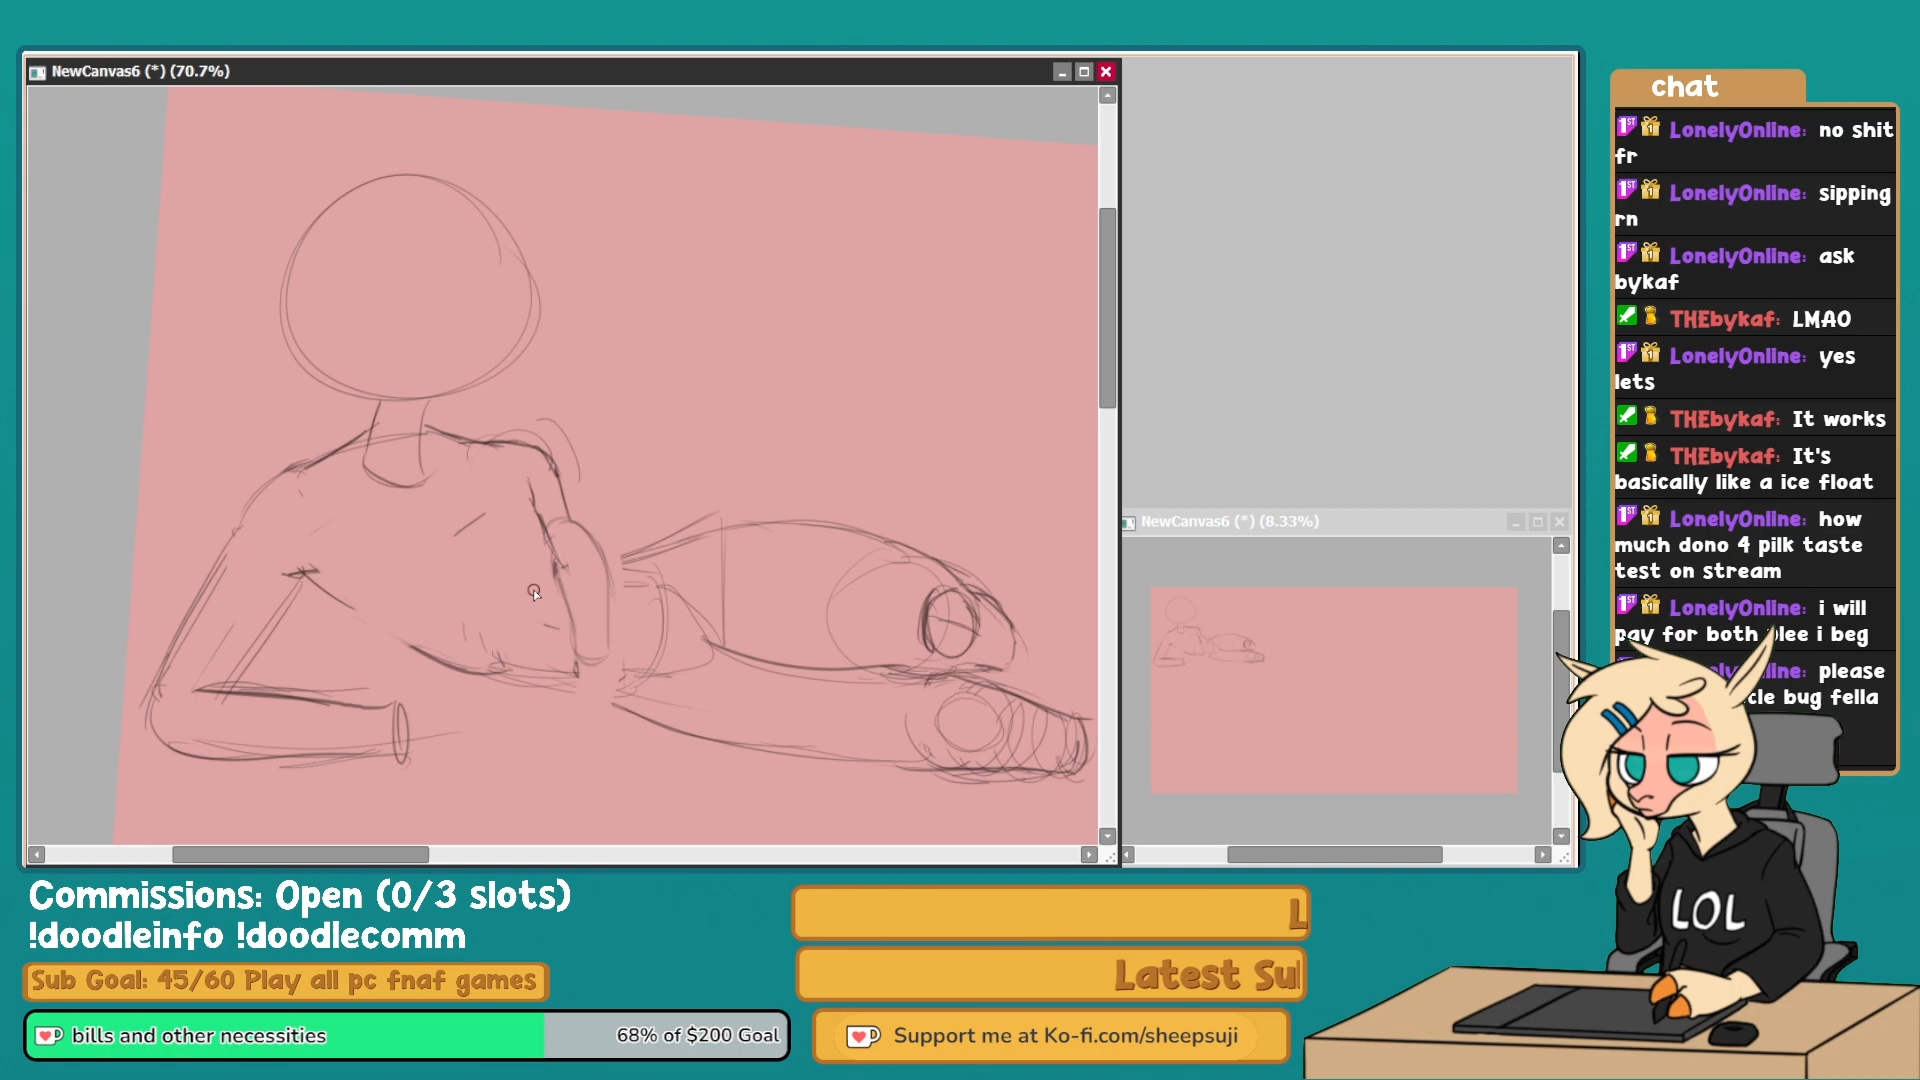 NewCanvas6 (*) (70.7%)
chat
LonelyOnline: no shit
fr
LonelyOnline: sipping
rn
LonelyOnline: ask
bykaf
THEbykaf: LMAO
LonelyOnline: yes
lets
THEbykaf: It works
THEbykaf: It's
basically like a ice float
LonelyOnline: how
much dono 4 pilk taste
test on stream
LonelyOnline: i will
pay for both plee i beg
please
bug fella
NewCanvas6 (*) (8.33%)
LOL
Commissions: Open (0/3 slots)
!doodleinfo !doodlecomm
Sub Goal: 45/60 Play all pc fnaf games
bills and other necessities
68% of $200 Goal
L
Latest Su
Support me at Ko-fi.com/sheepsuji